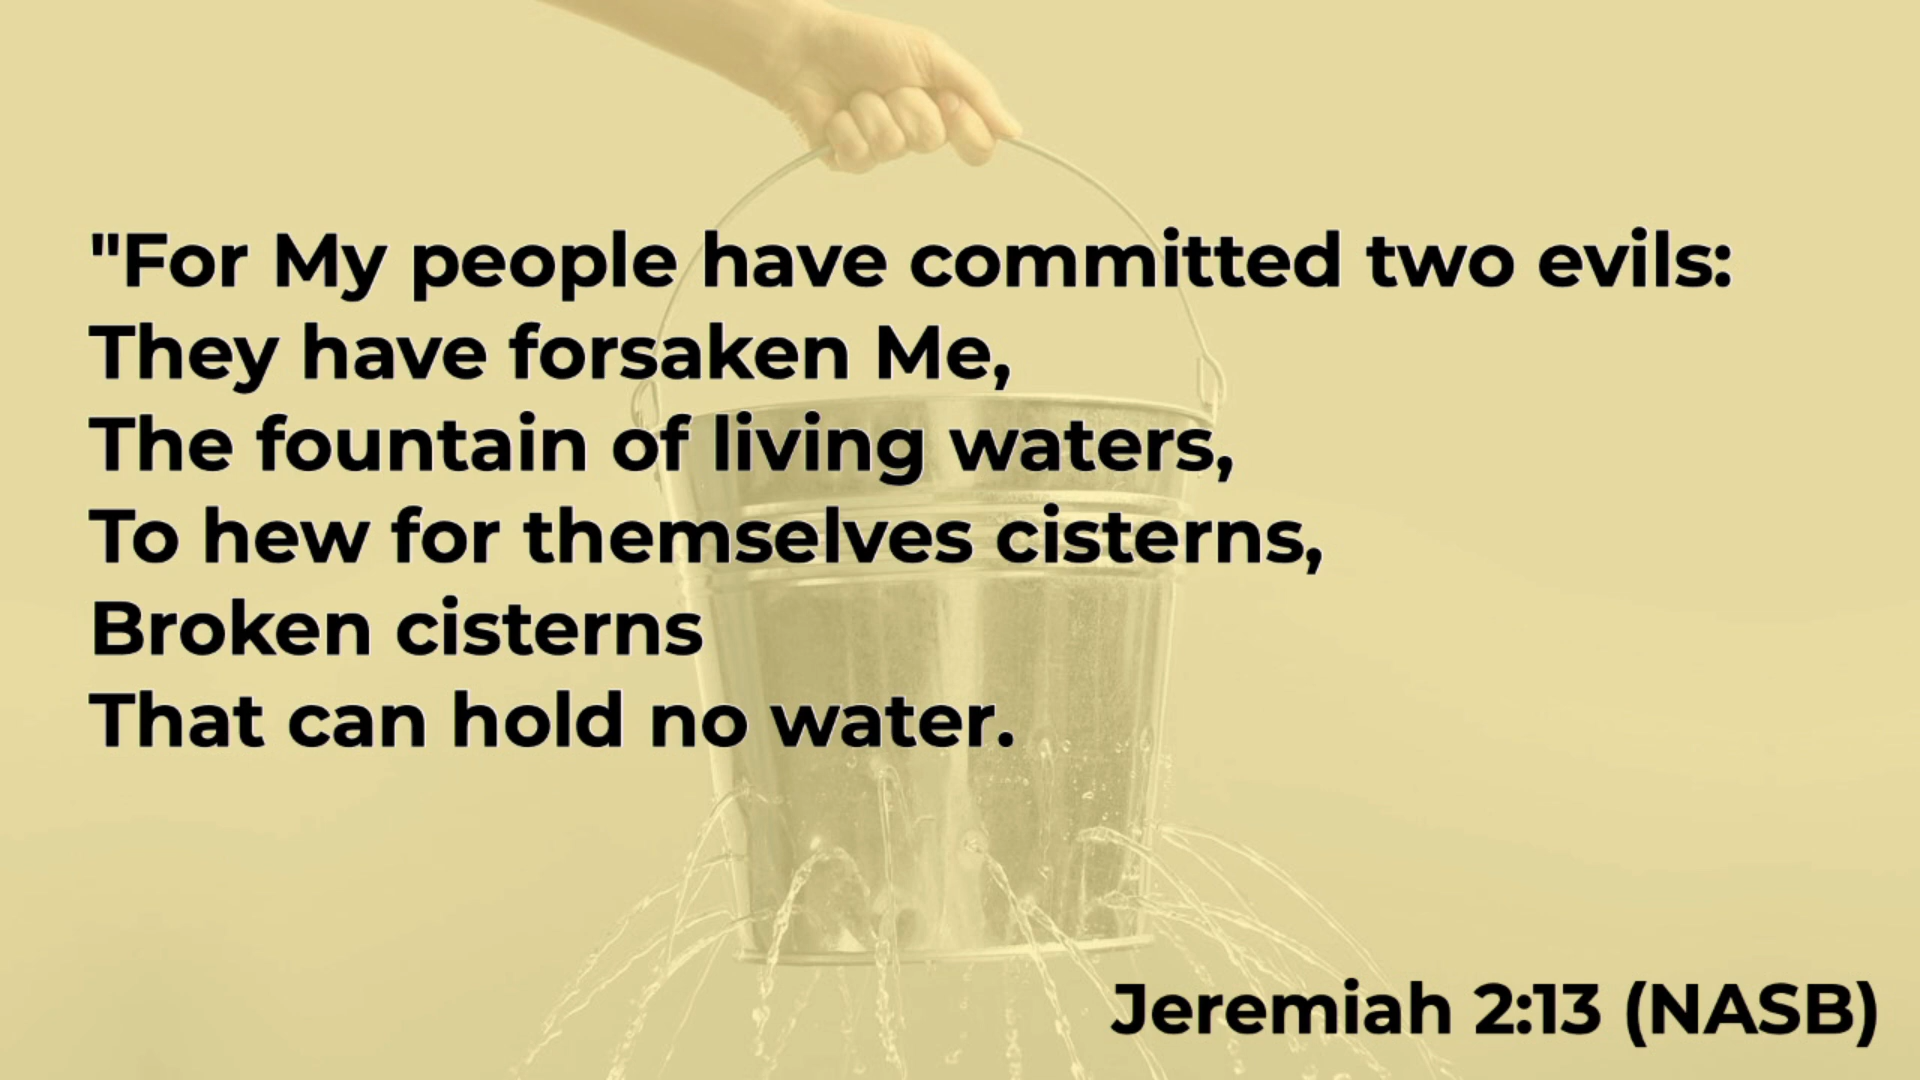 "For My people have committed two evils:
They have forsaken Me,
The fountain of living waters,
To hew for themselves cisterns,
Broken cisterns
That can hold no water.
Jeremiah 2:13 (NASB)